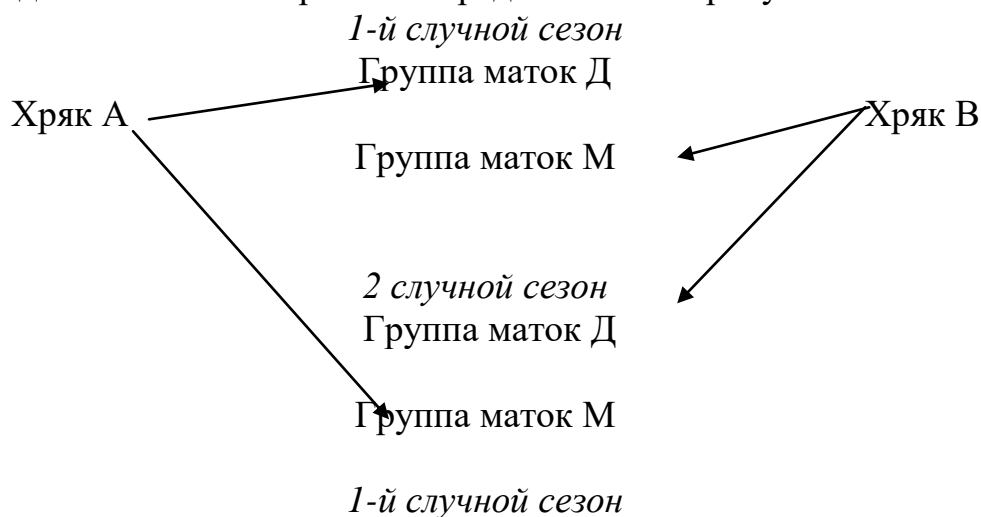 1-й случной сезон
Группа маток Д
Хряк А
Хряк В
Группа маток М
2 случной сезон
Группа маток Д
Группа маток М
1-й случной сезон